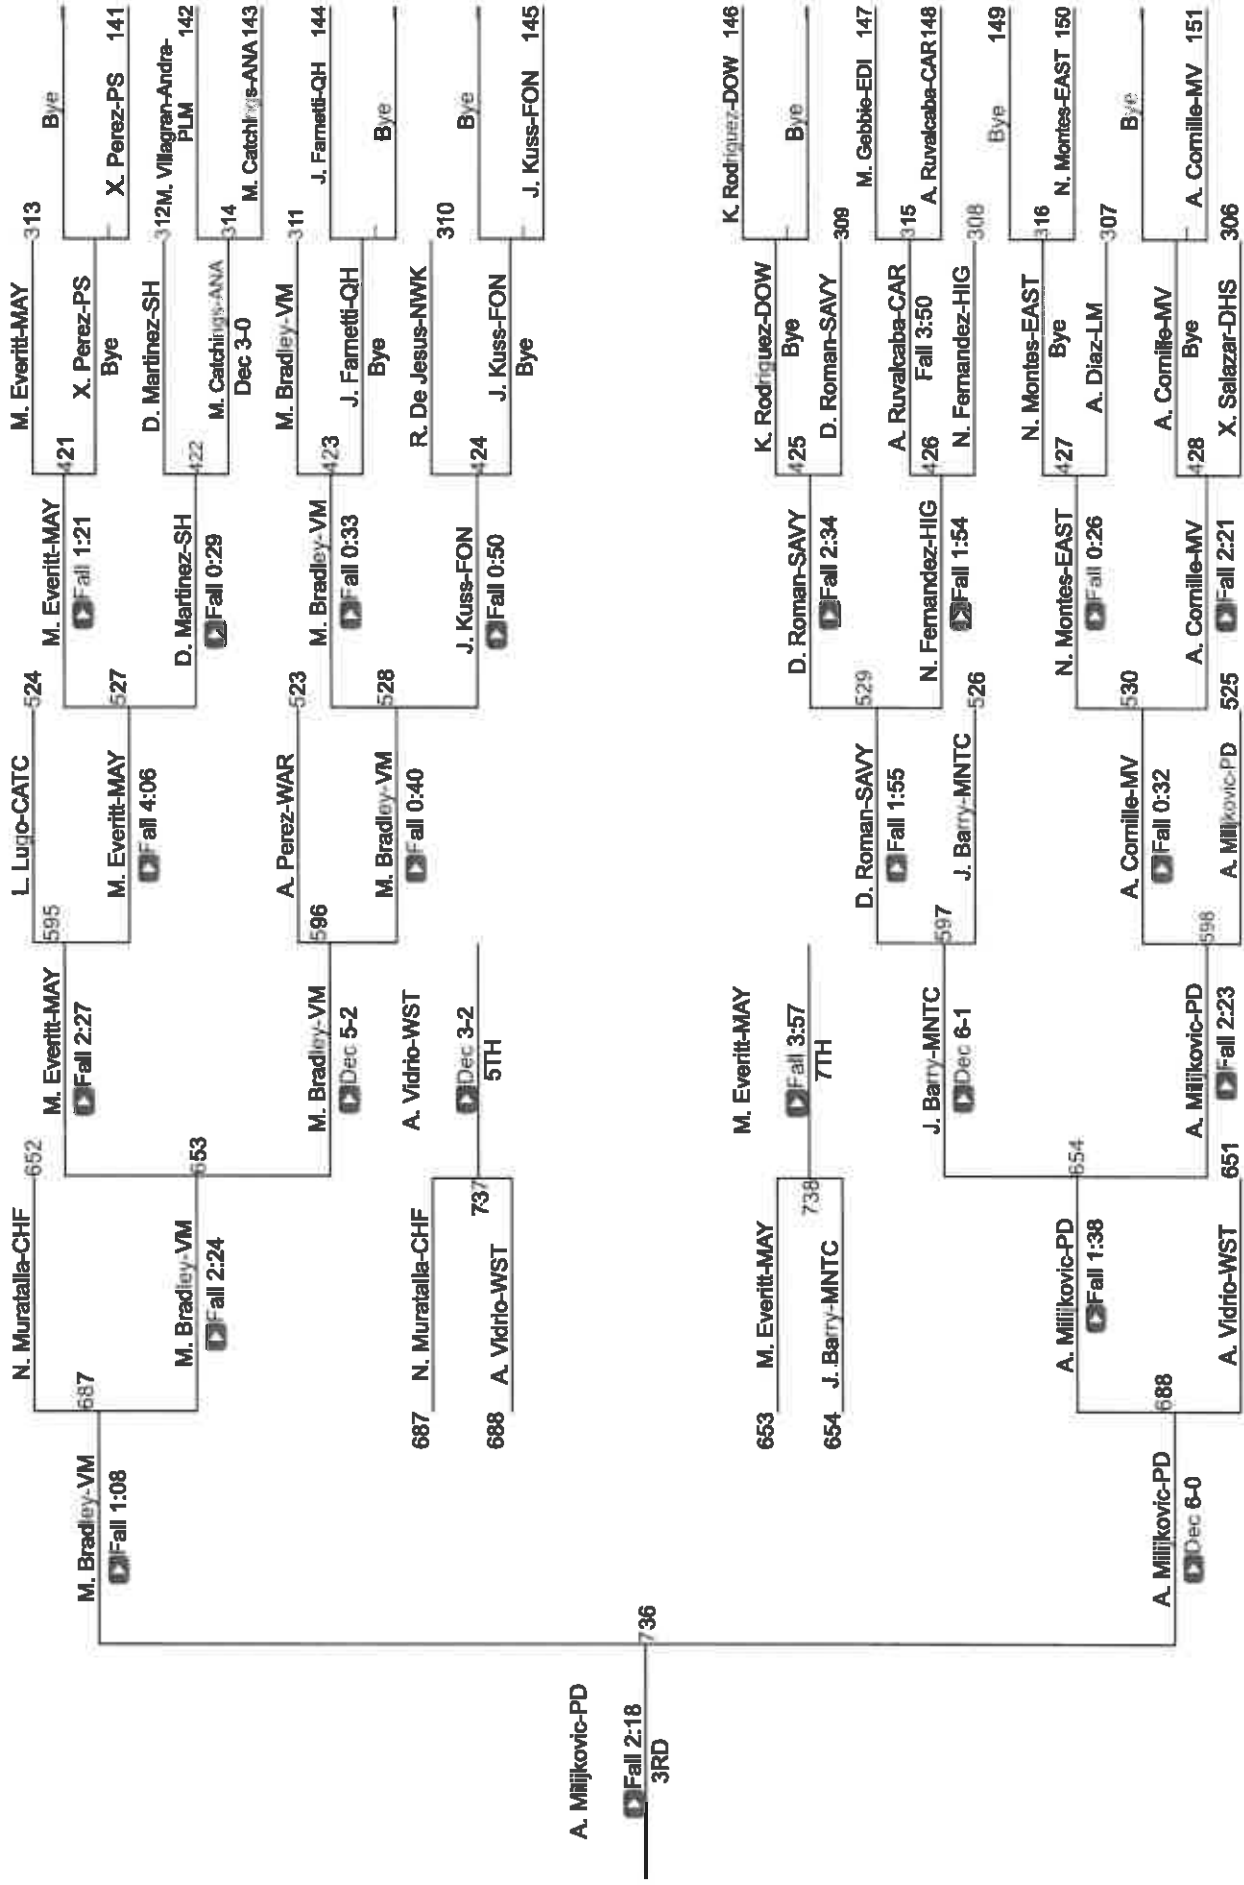 M. Everitt-MAY 313
Bye
X. Perez-PS
Bye
X. Perez-PS 141
D. Martinez-SH 312
M. Villagran-Andra-
PLM 142
M. Catchings-ANA
Dec 3-0
314
M. Catchings-ANA 143
M. Bradley-VM 311
J. Farnetti-QH 144
J. Farnetti-QH
Bye
Bye
R. De Jesus-NWK 310
Bye
J. Kuss-FON
Bye
J. Kuss-FON 145
K. Rodriguez-DOW 146
K. Rodriguez-DOW
Bye
Bye
D. Roman-SAVY 309
M. Gebbie-EDI 147
A. Ruvalcaba-CAR
Fall 3:50
315
A. Ruvalcaba-CAR 148
N. Fernandez-HIG 308
Bye 149
N. Montes-EAST
Bye
316
N. Montes-EAST 150
A. Diaz-LM 307
Bye
A. Cornille-MV
Bye
A. Cornille-MV 151
X. Salazar-DHS 306
L. Lugo-CATC 524
M. Everitt-MAY
Fall 1:21
421
527
D. Martinez-SH
Fall 0:29
422
A. Perez-WAR 523
M. Bradley-VM
Fall 0:33
423
528
J. Kuss-FON
Fall 0:50
424
D. Roman-SAVY
Fall 2:34
425
529
N. Fernandez-HIG
Fall 1:54
426
J. Barry-MNTC 526
N. Montes-EAST
Fall 0:26
427
530
A. Cornille-MV
Fall 2:21
428
A. Milijkovic-PD 525
M. Everitt-MAY
Fall 4:06
595
M. Bradley-VM
Fall 0:40
596
D. Roman-SAVY
Fall 1:55
597
A. Cornille-MV
Fall 0:32
598
N. Muratalla-CHF 652
M. Everitt-MAY
Fall 2:27
653
M. Bradley-VM
Dec 5-2
J. Barry-MNTC
Dec 6-1
654
A. Milijkovic-PD
Fall 2:23
A. Vidrio-WST 651
M. Bradley-VM
Fall 2:24
687
A. Milijkovic-PD
Fall 1:38
688
687 N. Muratalla-CHF
737
688 A. Vidrio-WST
A. Vidrio-WST
Dec 3-2
5TH
653 M. Everitt-MAY
738
654 J. Barry-MNTC
M. Everitt-MAY
Fall 3:57
7TH
M. Bradley-VM
Fall 1:08
736
A. Milijkovic-PD
Dec 6-0
A. Milijkovic-PD
Fall 2:18
3RD